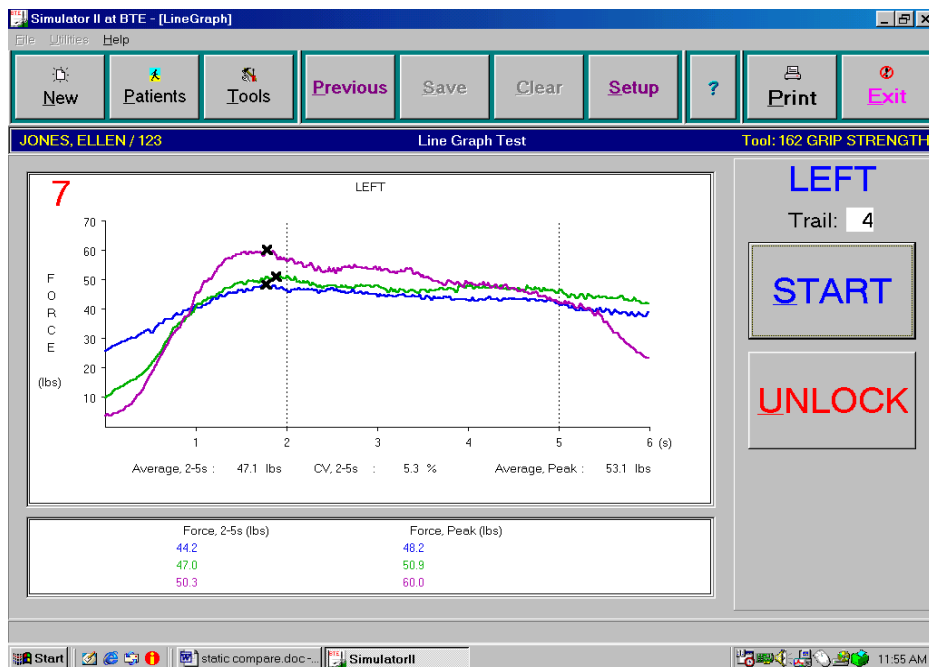 BTE Simulator II at BTE - [LineGraph]
File Utilities Help
New Patients Tools Previous Save Clear Setup ? Print Exit
JONES, ELLEN / 123 Line Graph Test Tool: 162 GRIP STRENGTH
7 LEFT
70
60
50
40
30
20
10
FORCE
(lbs)
1 2 3 4 5 6 (s)
Average, 2-5s : 47.1 lbs CV, 2-5s : 5.3 % Average, Peak : 53.1 lbs
Force, 2-5s (lbs) Force, Peak (lbs)
44.2 48.2
47.0 50.9
50.3 60.0
LEFT
Trail: 4
START
UNLOCK
Start static compare.doc -... BTE SimulatorII 11:55 AM